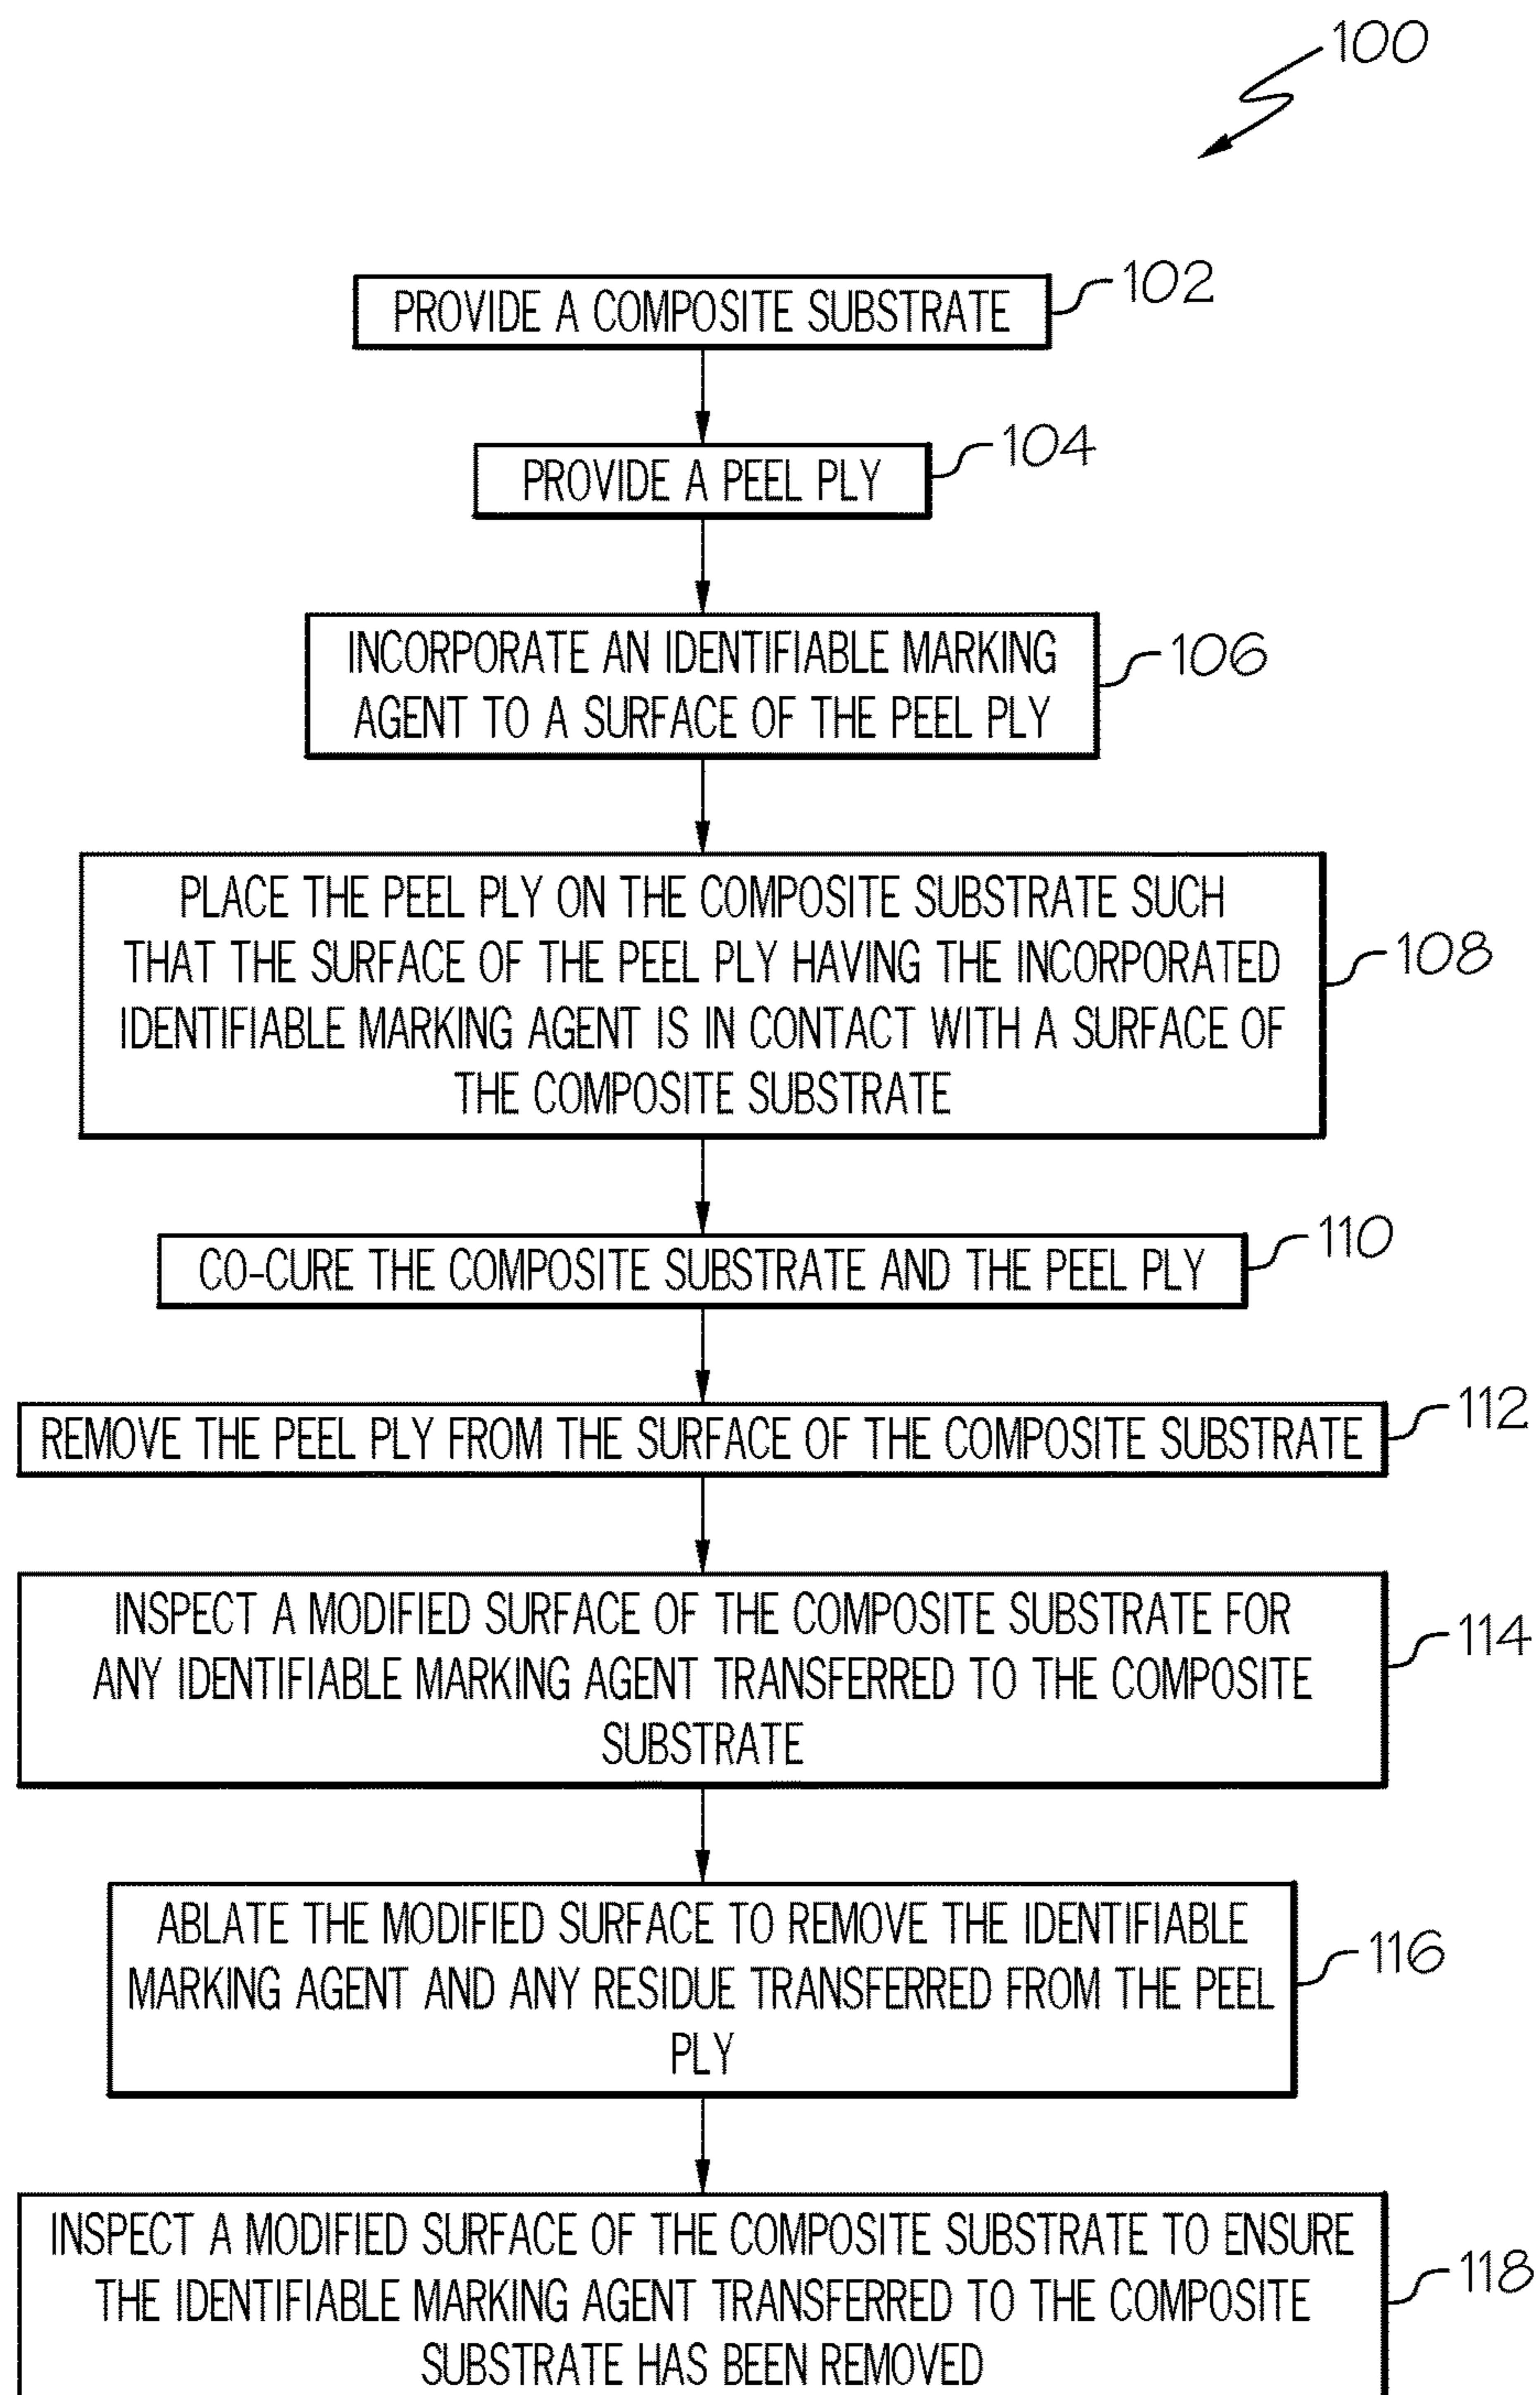 100
PROVIDE A COMPOSITE SUBSTRATE
102
PROVIDE A PEEL PLY
104
INCORPORATE AN IDENTIFIABLE MARKING
AGENT TO A SURFACE OF THE PEEL PLY
106
PLACE THE PEEL PLY ON THE COMPOSITE SUBSTRATE SUCH
THAT THE SURFACE OF THE PEEL PLY HAVING THE INCORPORATED
IDENTIFIABLE MARKING AGENT IS IN CONTACT WITH A SURFACE OF
THE COMPOSITE SUBSTRATE
108
CO-CURE THE COMPOSITE SUBSTRATE AND THE PEEL PLY
110
REMOVE THE PEEL PLY FROM THE SURFACE OF THE COMPOSITE SUBSTRATE
112
INSPECT A MODIFIED SURFACE OF THE COMPOSITE SUBSTRATE FOR
ANY IDENTIFIABLE MARKING AGENT TRANSFERRED TO THE COMPOSITE
SUBSTRATE
114
ABLATE THE MODIFIED SURFACE TO REMOVE THE IDENTIFIABLE
MARKING AGENT AND ANY RESIDUE TRANSFERRED FROM THE PEEL
PLY
116
INSPECT A MODIFIED SURFACE OF THE COMPOSITE SUBSTRATE TO ENSURE
THE IDENTIFIABLE MARKING AGENT TRANSFERRED TO THE COMPOSITE
SUBSTRATE HAS BEEN REMOVED
118